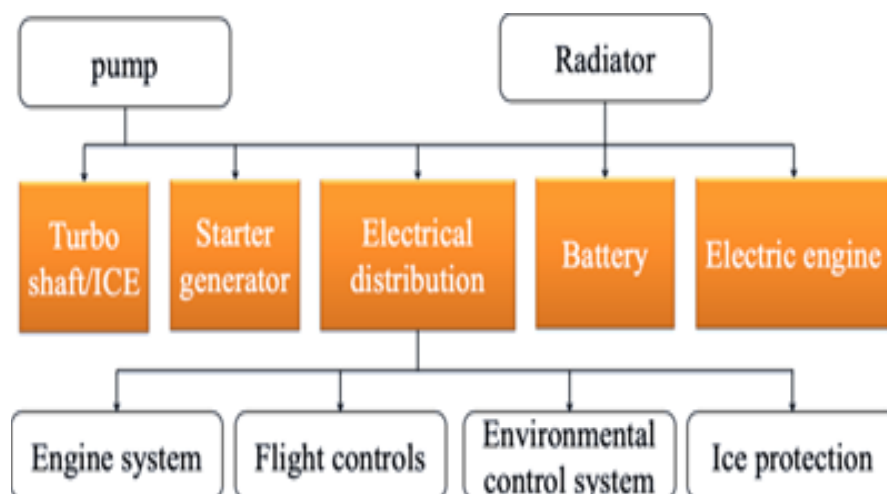 pump
Radiator
Turbo
shaft/ICE
Starter
generator
Electrical
distribution
Battery
Electric engine
Engine system
Flight controls
Environmental
control system
Ice protection